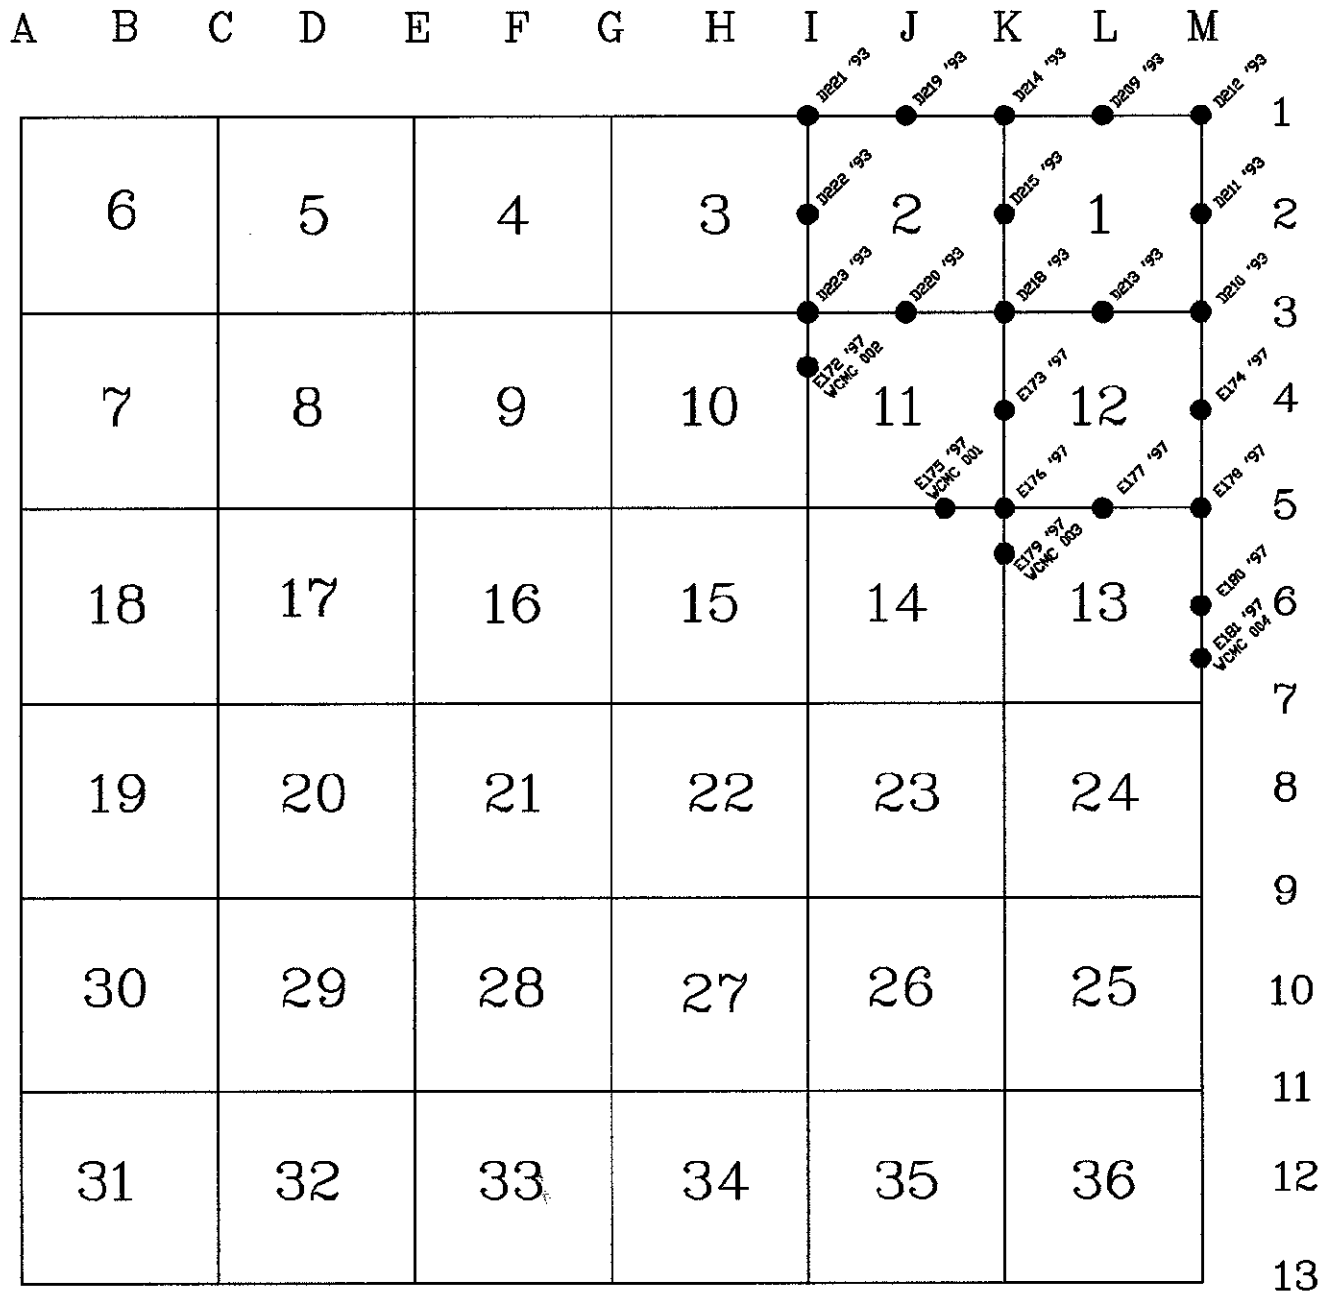 A B C D E F G H I J K L M
D221 '93
D219 '93
D214 '93
D209 '93
D212 '93
1
6 5 4 3 2 1
D222 '93
D215 '93
D211 '93
2
D223 '93
D220 '93
D218 '93
D213 '93
D210 '93
3
E172 '97
WCMC 002
E173 '97
E174 '97
7 8 9 10 11 12
4
E175 '97
WCMC 001
E176 '97
E177 '97
E178 '97
5
E179 '97
WCMC 003
E180 '97
18 17 16 15 14 13
6
E181 '97
WCMC 004
7
19 20 21 22 23 24
8
9
30 29 28 27 26 25
10
11
31 32 33 34 35 36
12
13